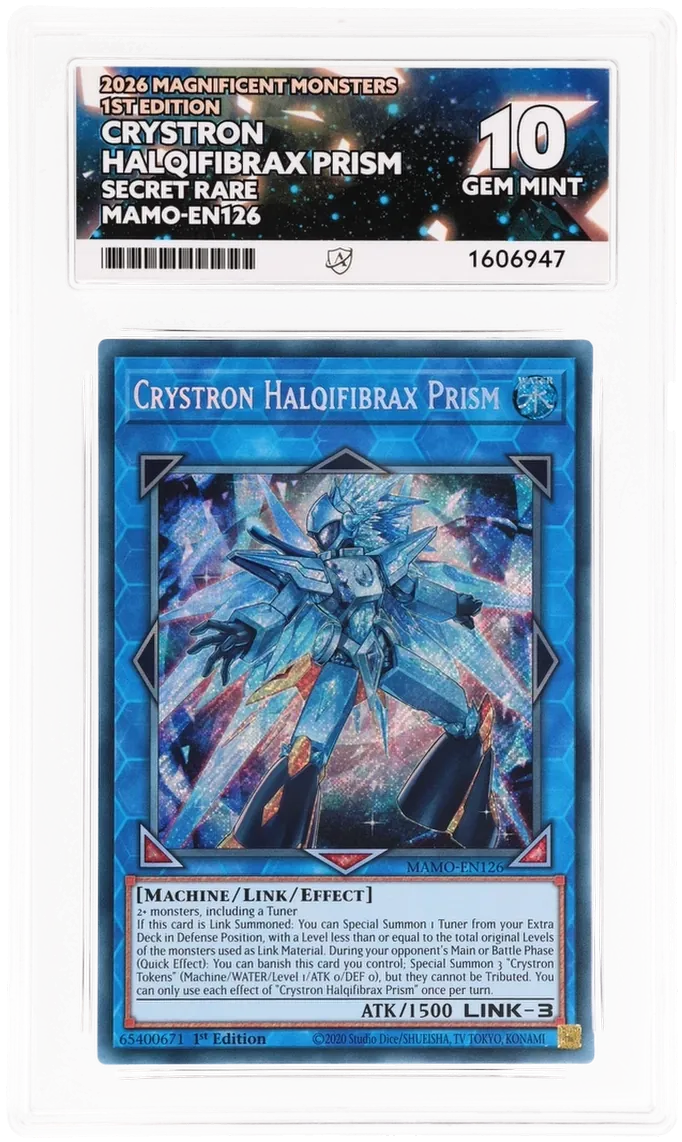 2026 MAGNIFICENT MONSTERS
1ST EDITION
CRYSTRON
HALQIFIBRAX PRISM
SECRET RARE
MAMO-EN126
10
GEM MINT
1606947
CRYSTRON HALQIFIBRAX PRISM
WATER
水
MAMO-EN126
[MACHINE/LINK/EFFECT]
2+ monsters, including a Tuner
If this card is Link Summoned: You can Special Summon 1 Tuner from your Extra
Deck in Defense Position, with a Level less than or equal to the total original Levels
of the monsters used as Link Material. During your opponent's Main or Battle Phase
(Quick Effect): You can banish this card you control; Special Summon 3 "Crystron
Tokens" (Machine/WATER/Level 1/ATK 0/DEF 0), but they cannot be Tributed. You
can only use each effect of "Crystron Halqifibrax Prism" once per turn.
ATK/1500 LINK-3
65400671 1st Edition ©2020 Studio Dice/SHUEISHA, TV TOKYO, KONAMI